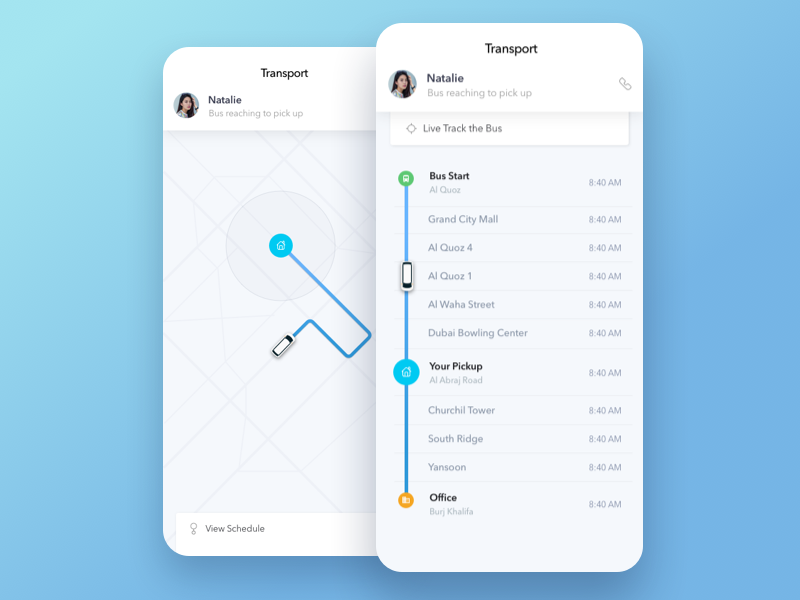 Transport
Natalie
Bus reaching to pick up
View Schedule
Transport
Natalie
Bus reaching to pick up
Live Track the Bus
Bus Start
Al Quoz
8:40 AM
Grand City Mall 8:40 AM
Al Quoz 4 8:40 AM
Al Quoz 1 8:40 AM
Al Waha Street 8:40 AM
Dubai Bowling Center 8:40 AM
Your Pickup
Al Abraj Road
8:40 AM
Churchil Tower 8:40 AM
South Ridge 8:40 AM
Yansoon 8:40 AM
Office
Burj Khalifa
8:40 AM